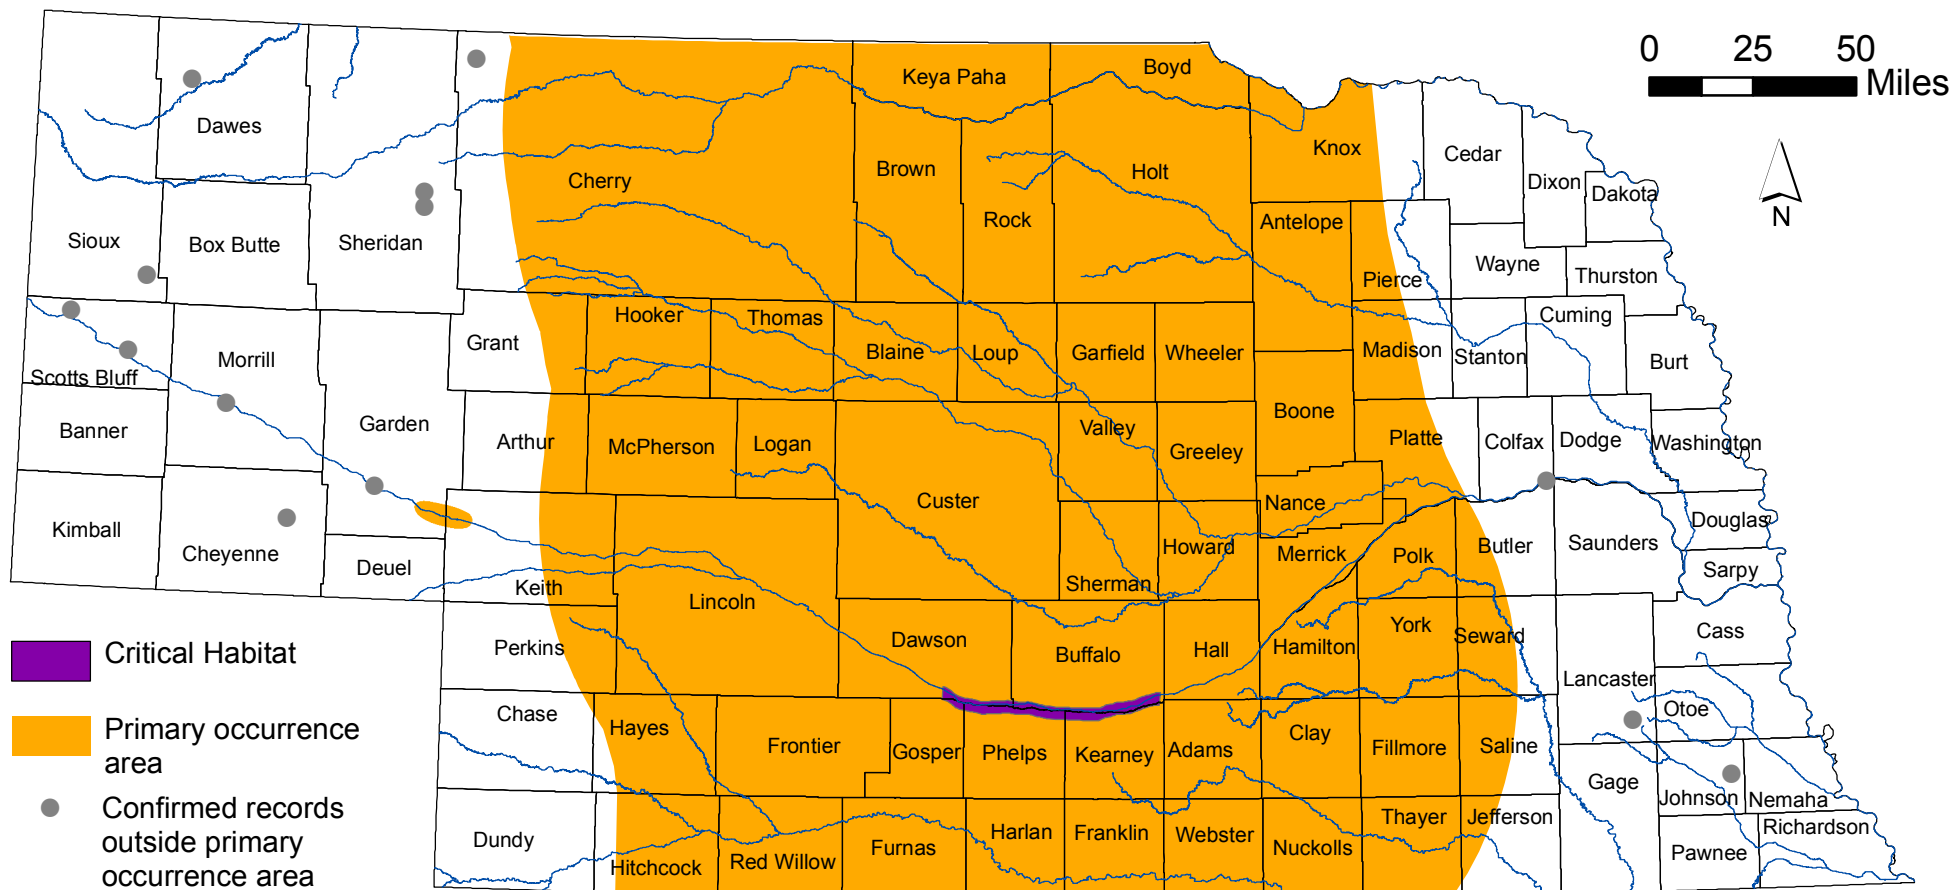 0 25 50
Miles
N
Keya Paha
Boyd
Dawes
Cherry
Brown
Holt
Knox
Cedar
Dixon
Dakota
Sioux
Box Butte
Sheridan
Rock
Antelope
Pierce
Wayne
Thurston
Grant
Hooker
Thomas
Blaine
Loup
Garfield
Wheeler
Madison
Stanton
Cuming
Burt
Scotts Bluff
Morrill
Banner
Garden
Arthur
McPherson
Logan
Custer
Valley
Greeley
Boone
Platte
Colfax
Dodge
Washington
Nance
Kimball
Cheyenne
Deuel
Keith
Lincoln
Sherman
Howard
Merrick
Polk
Butler
Saunders
Douglas
Sarpy
Perkins
Dawson
Buffalo
Hall
Hamilton
York
Seward
Lancaster
Cass
Otoe
Chase
Hayes
Frontier
Gosper
Phelps
Kearney
Adams
Clay
Fillmore
Saline
Gage
Johnson
Nemaha
Dundy
Hitchcock
Red Willow
Furnas
Harlan
Franklin
Webster
Nuckolls
Thayer
Jefferson
Pawnee
Richardson
Critical Habitat
Primary occurrence
area
Confirmed records
outside primary
occurrence area